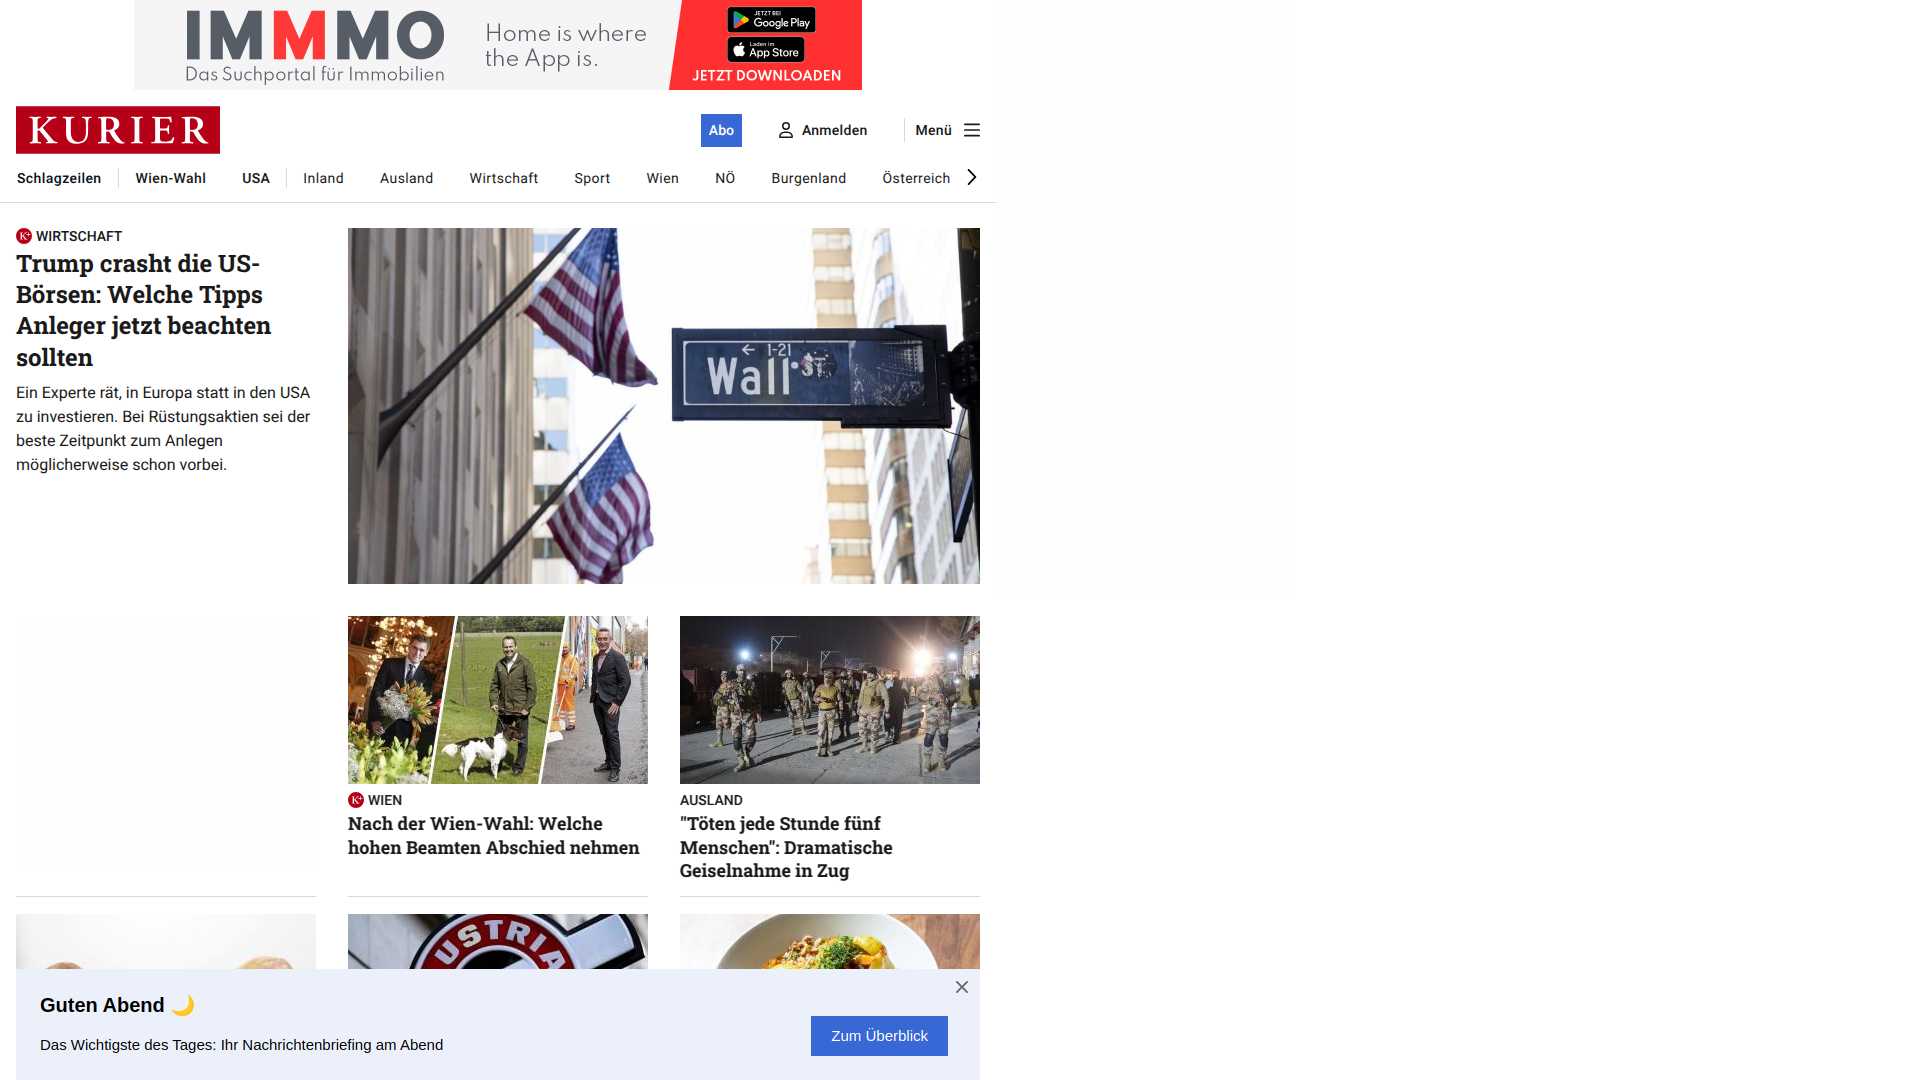 IMMMO
Das Suchportal für Immobilien
Home is where
the App is.
JETZT BEI
Google Play
Laden im
App Store
JETZT DOWNLOADEN
KURIER
Abo
Anmelden
Menü
Schlagzeilen Wien-Wahl USA Inland Ausland Wirtschaft Sport Wien NÖ Burgenland Österreich
K+ WIRTSCHAFT
Trump crasht die US-
Börsen: Welche Tipps
Anleger jetzt beachten
sollten
Ein Experte rät, in Europa statt in den USA
zu investieren. Bei Rüstungsaktien sei der
beste Zeitpunkt zum Anlegen
möglicherweise schon vorbei.
← 1-21
Wall ST
K+ WIEN
Nach der Wien-Wahl: Welche
hohen Beamten Abschied nehmen
AUSLAND
"Töten jede Stunde fünf
Menschen": Dramatische
Geiselnahme in Zug
USTRIA
Guten Abend 🌙
Das Wichtigste des Tages: Ihr Nachrichtenbriefing am Abend
Zum Überblick